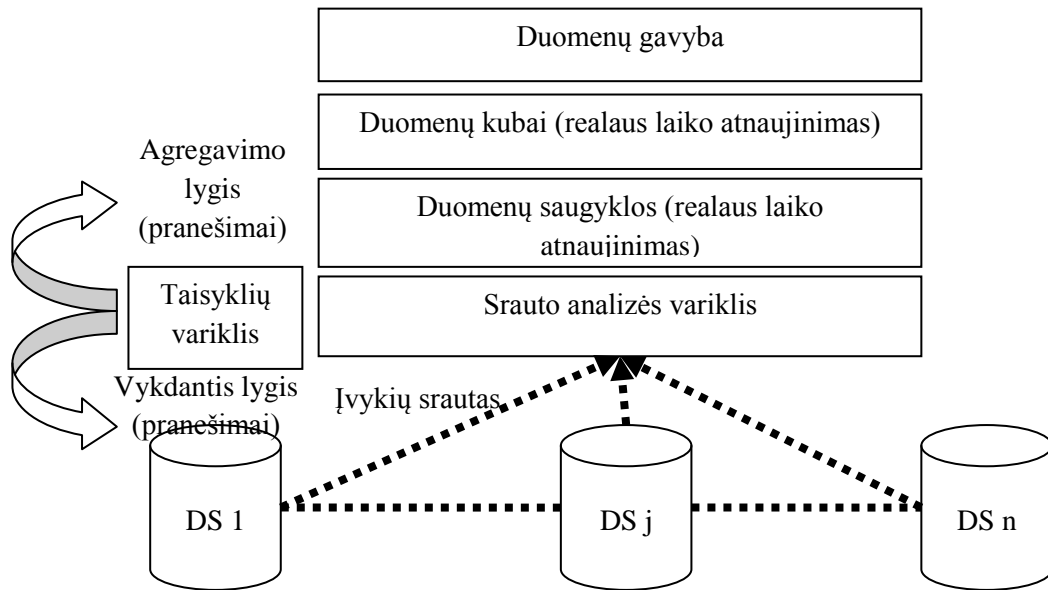 Duomenų gavyba
Duomenų kubai (realaus laiko atnaujinimas)
Agregavimo
lygis
(pranešimai)
Duomenų saugyklos (realaus laiko
atnaujinimas)
Taisyklių
variklis
Srauto analizės variklis
Vykdantis lygis
(pranešimai)
Įvykių srautas
DS 1
DS j
DS n